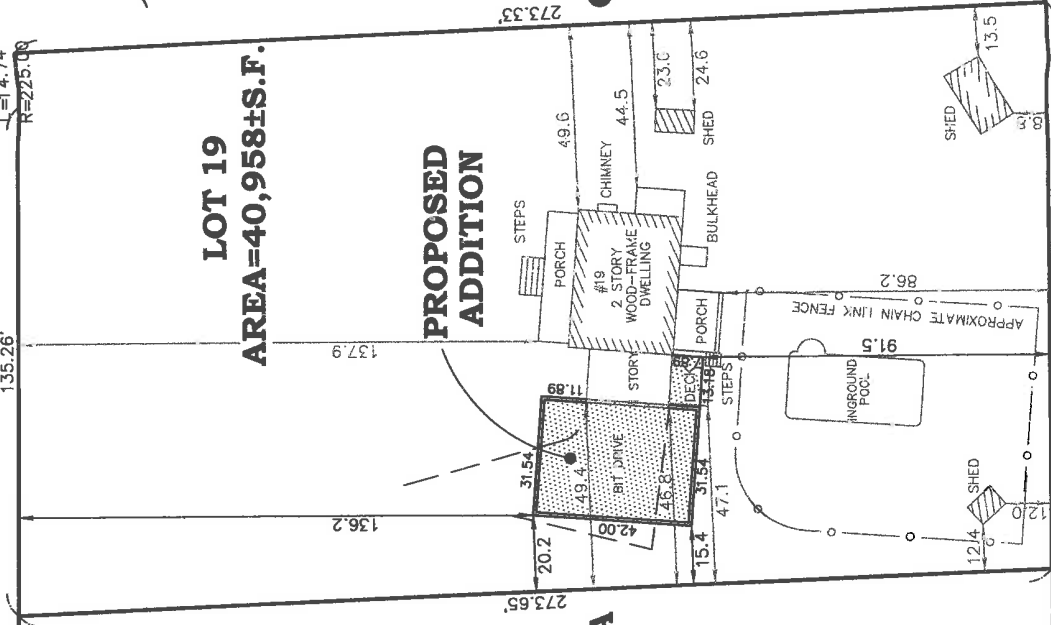 273.33'
R=225.00
135.26'
LOT 19
AREA=40,958±S.F.
PROPOSED
ADDITION
49.6
44.5
23.0
24.6
SHED
13.5
SHED
CHIMNEY
STEPS
PORCH
#19
2 STORY
WOOD-FRAME
DWELLING
BULKHEAD
PORCH
86.2
APPROXIMATE CHAIN LINK FENCE
137.9
91.5
STORY
DECK
13.18
STEPS
INGROUND
POOL
11.89
31.54
49.4
BIT DRIVE
46.8
31.54
47.1
42.00
136.2
20.2
15.4
SHED
12.4
12.0
273.65'